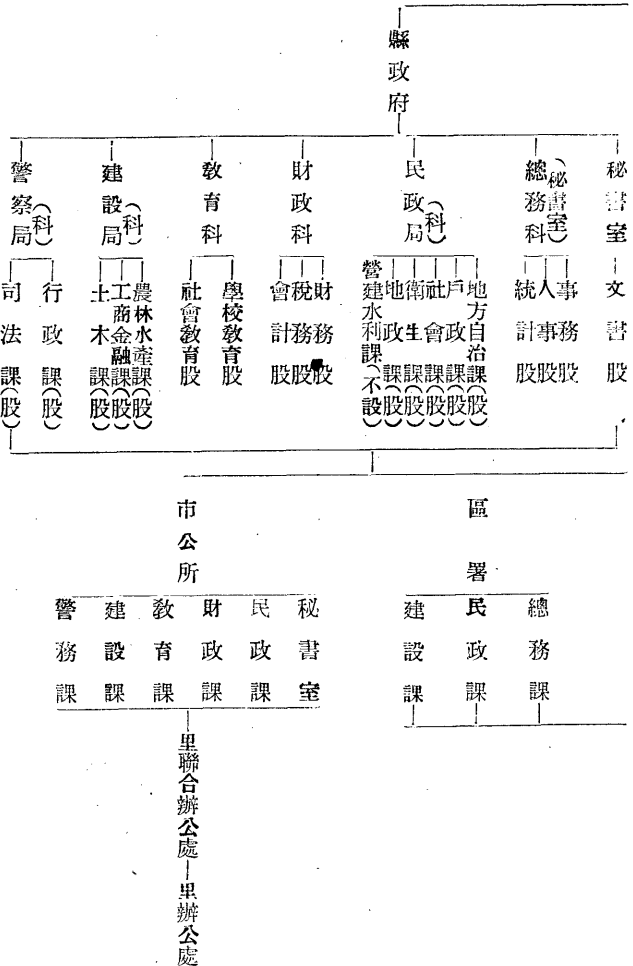 縣政府
秘書室
文書股
總務科(秘書室)
事務股
人事股
統計股
民政局(科)
地方自治課(股)
戶政課(股)
社會課(股)
衛生課(股)
地政課(股)
營建水利課(不設)
財政科
財務股
稅務股
會計股
教育科
學校教育股
社會教育股
建設局(科)
農林水產課(股)
工商金融課(股)
土木課(股)
警察局(科)
行政課(股)
司法課(股)
區署
總務課
民政課
建設課
市公所
秘書室
民政課
財政課
教育課
建設課
警務課
里聯合辦公處—里辦公處